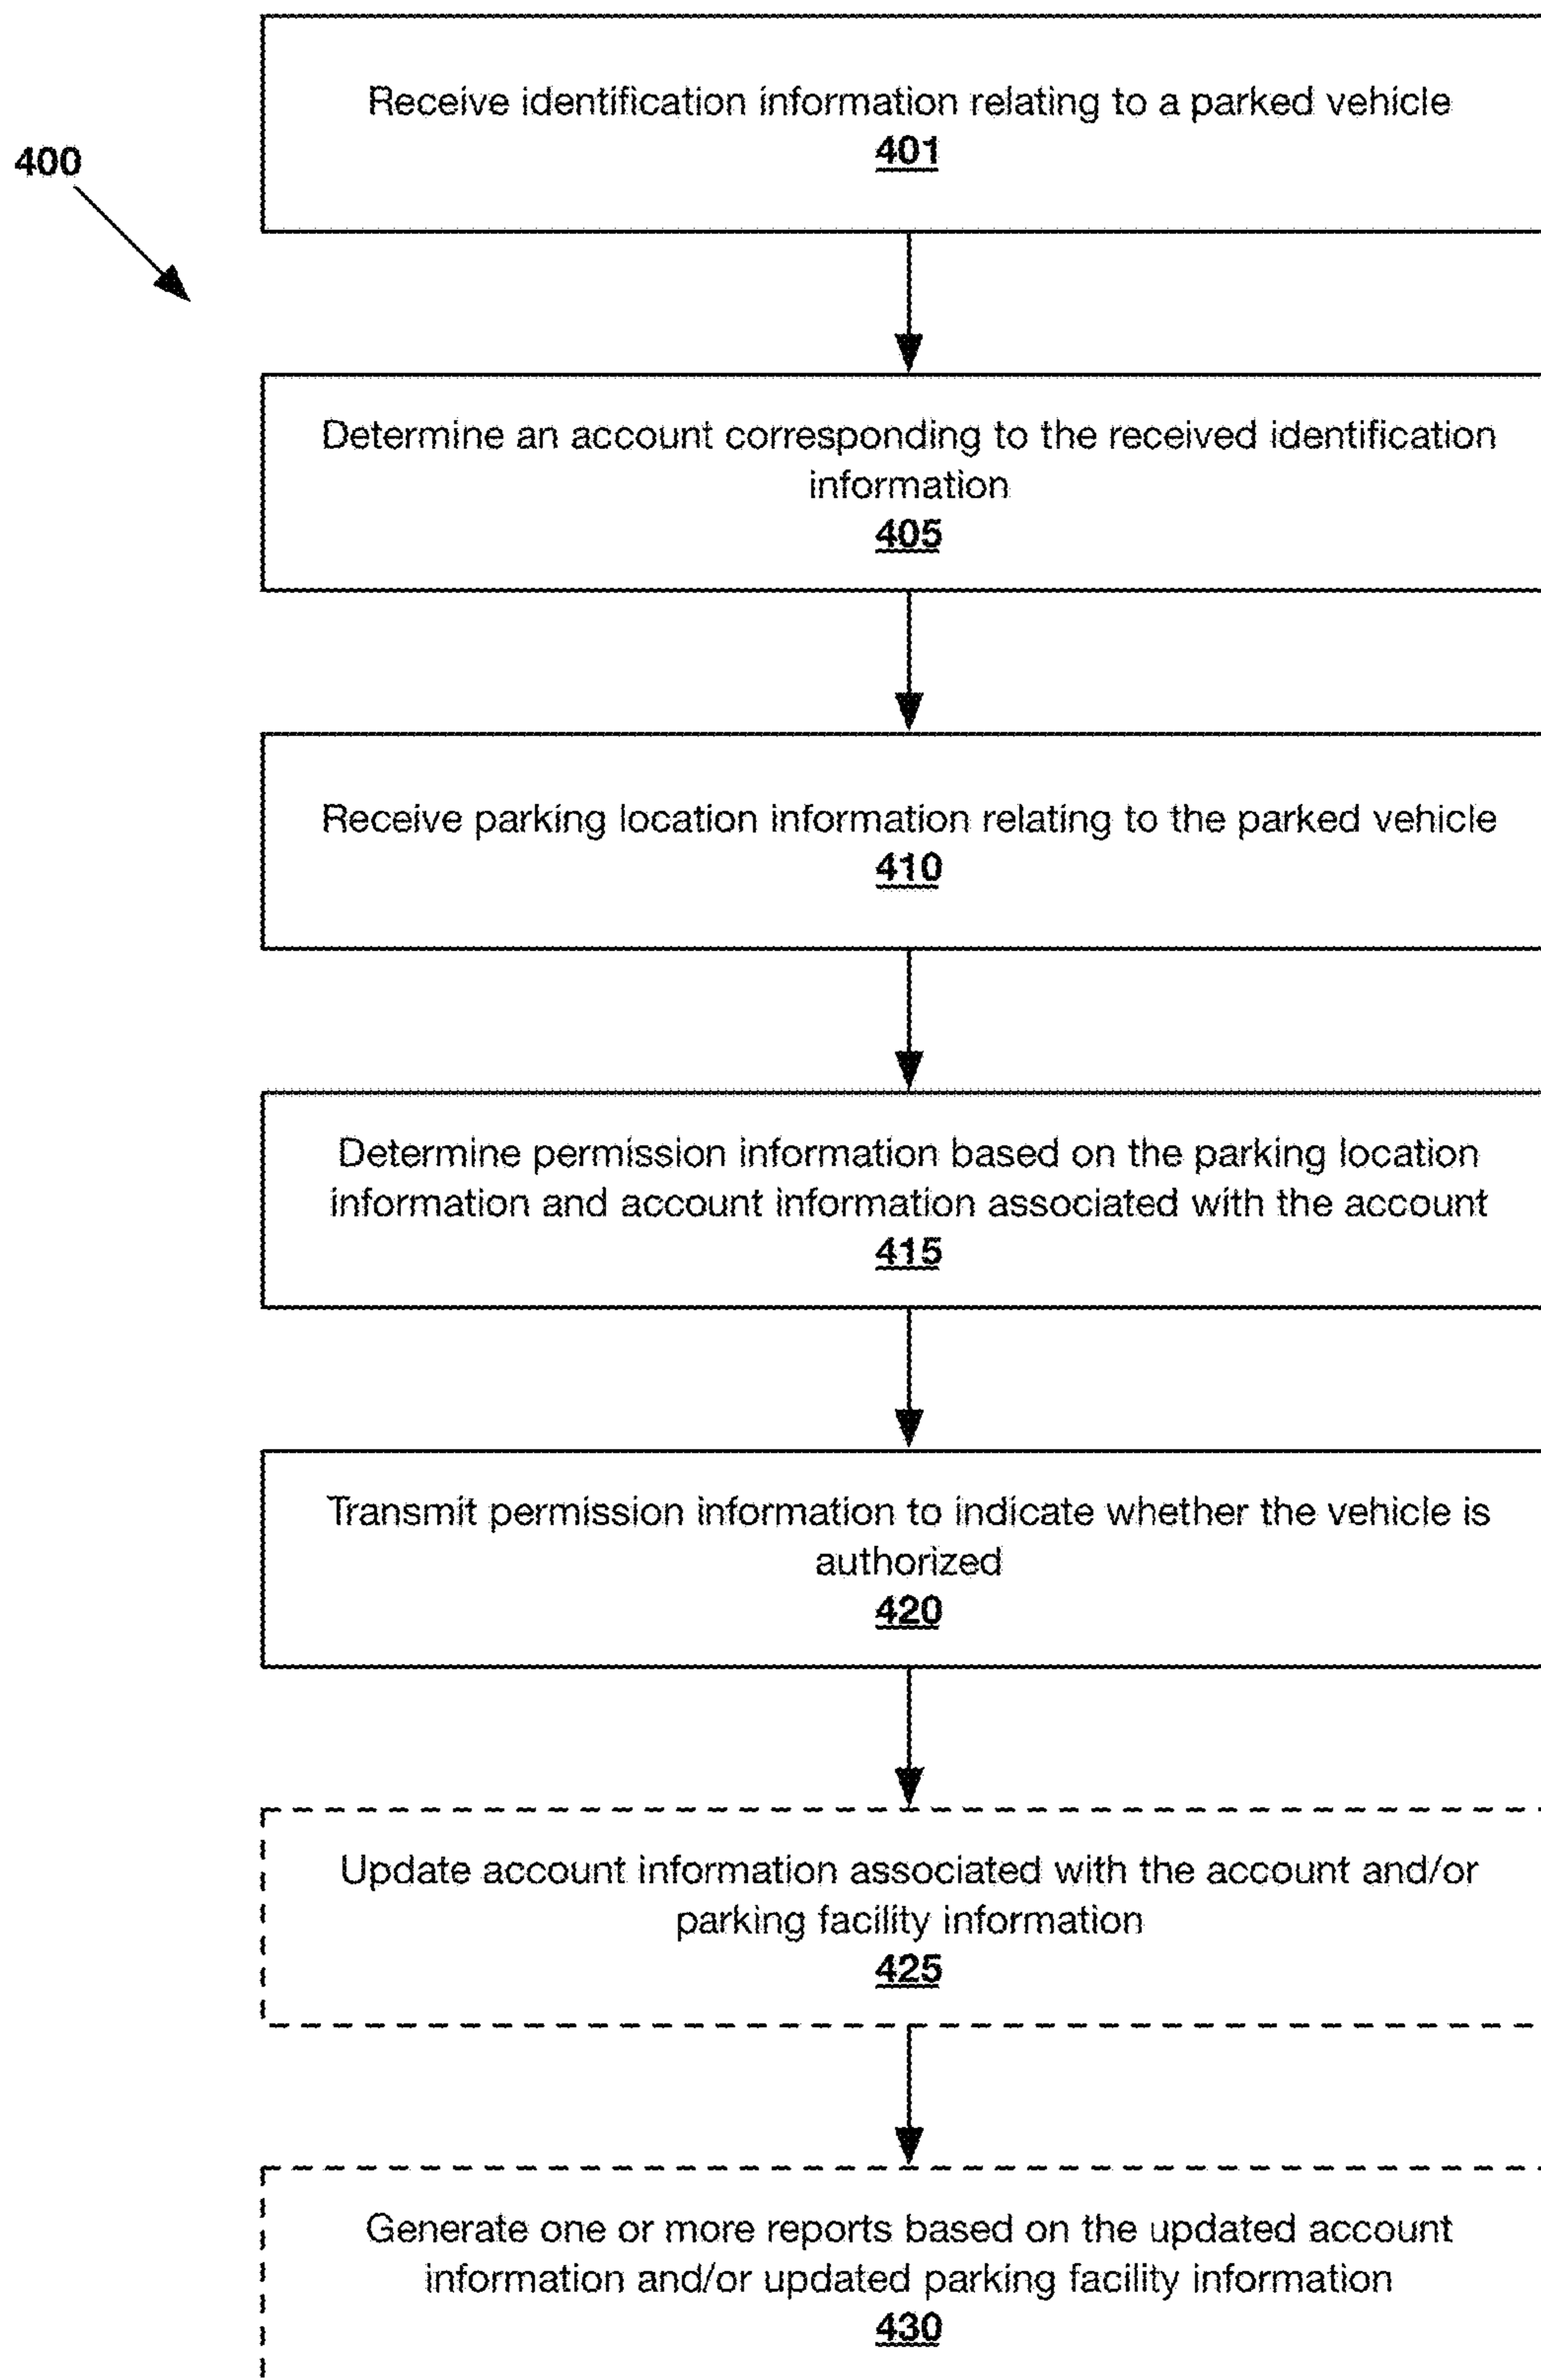 Receive identification information relating to a parked vehicle
401
400
Determine an account corresponding to the received identification
information
405
Receive parking location information relating to the parked vehicle
410
Determine permission information based on the parking location
information and account information associated with the account
415
Transmit permission information to indicate whether the vehicle is
authorized
420
Update account information associated with the account and/or
parking facility information
425
Generate one or more reports based on the updated account
information and/or updated parking facility information
430